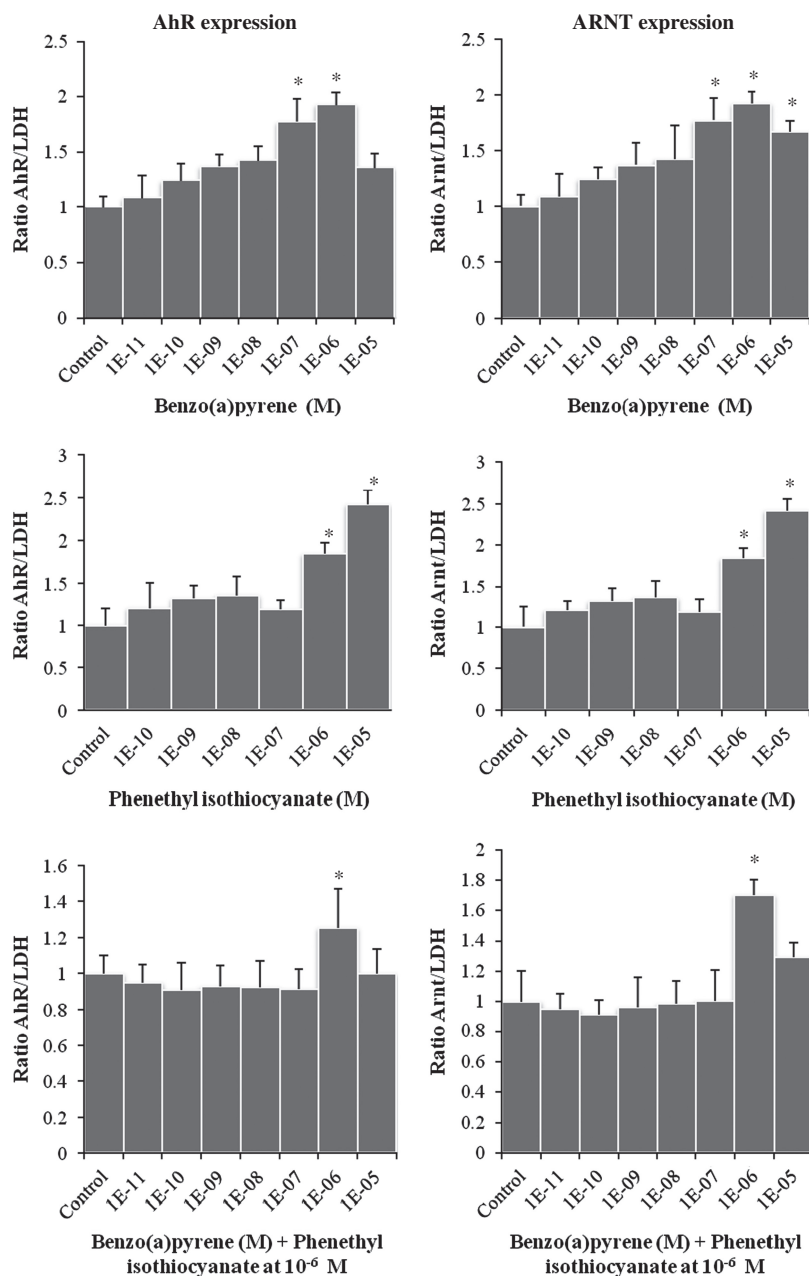 AhR expression
Ratio AhR/LDH
2.5
2
1.5
1
0.5
0
*
*
Control
1E-11
1E-10
1E-09
1E-08
1E-07
1E-06
1E-05
Benzo(a)pyrene (M)
ARNT expression
Ratio Arnt/LDH
2.5
2
1.5
1
0.5
0
*
*
*
Control
1E-11
1E-10
1E-09
1E-08
1E-07
1E-06
1E-05
Benzo(a)pyrene (M)
Ratio AhR/LDH
3
2.5
2
1.5
1
0.5
0
*
*
Control
1E-10
1E-09
1E-08
1E-07
1E-06
1E-05
Phenethyl isothiocyanate (M)
Ratio Arnt/LDH
3
2.5
2
1.5
1
0.5
0
*
*
Control
1E-10
1E-09
1E-08
1E-07
1E-06
1E-05
Phenethyl isothiocyanate (M)
Ratio AhR/LDH
1.6
1.4
1.2
1
0.8
0.6
0.4
0.2
0
*
Control
1E-11
1E-10
1E-09
1E-08
1E-07
1E-06
1E-05
Benzo(a)pyrene (M) + Phenethyl
isothiocyanate at 10⁻⁶ M
Ratio Arnt/LDH
2
1.8
1.6
1.4
1.2
1
0.8
0.6
0.4
0.2
0
*
Control
1E-11
1E-10
1E-09
1E-08
1E-07
1E-06
1E-05
Benzo(a)pyrene (M) + Phenethyl
isothiocyanate at 10⁻⁶ M